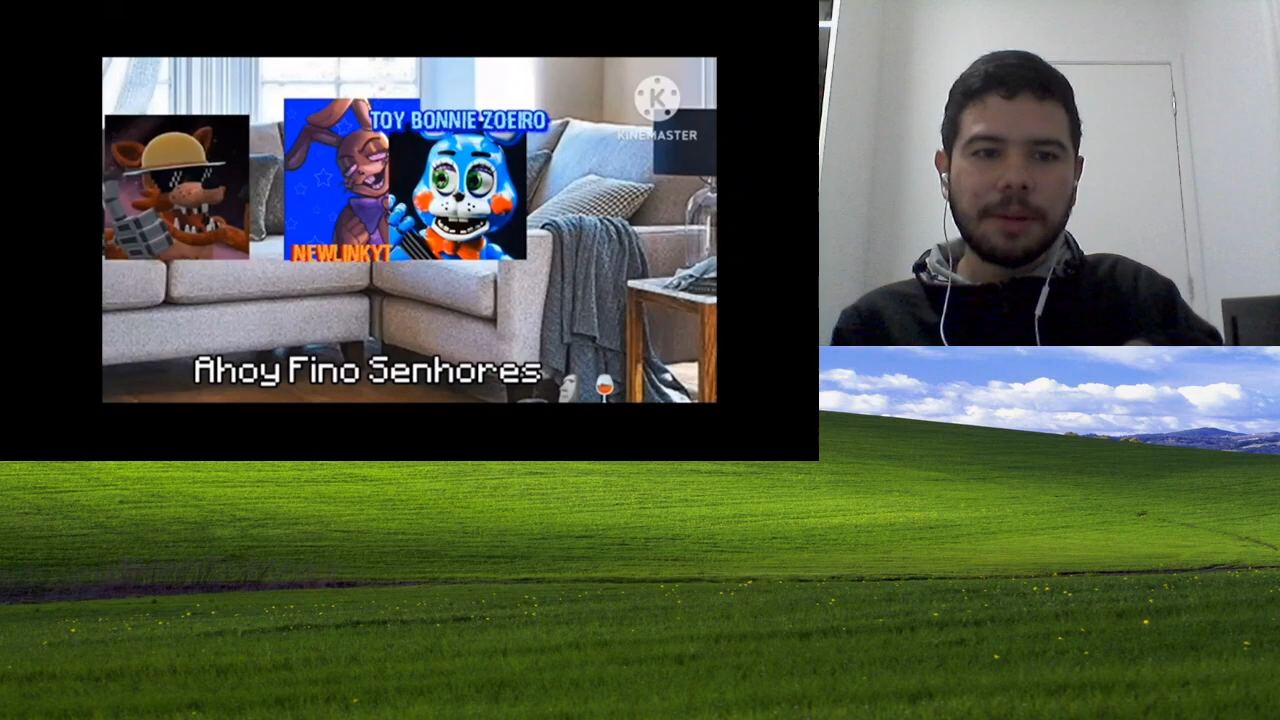 TOY BONNIE ZOEIRO
K
KINEMASTER
NEWLINKYT
Ahoy Fino Senhores